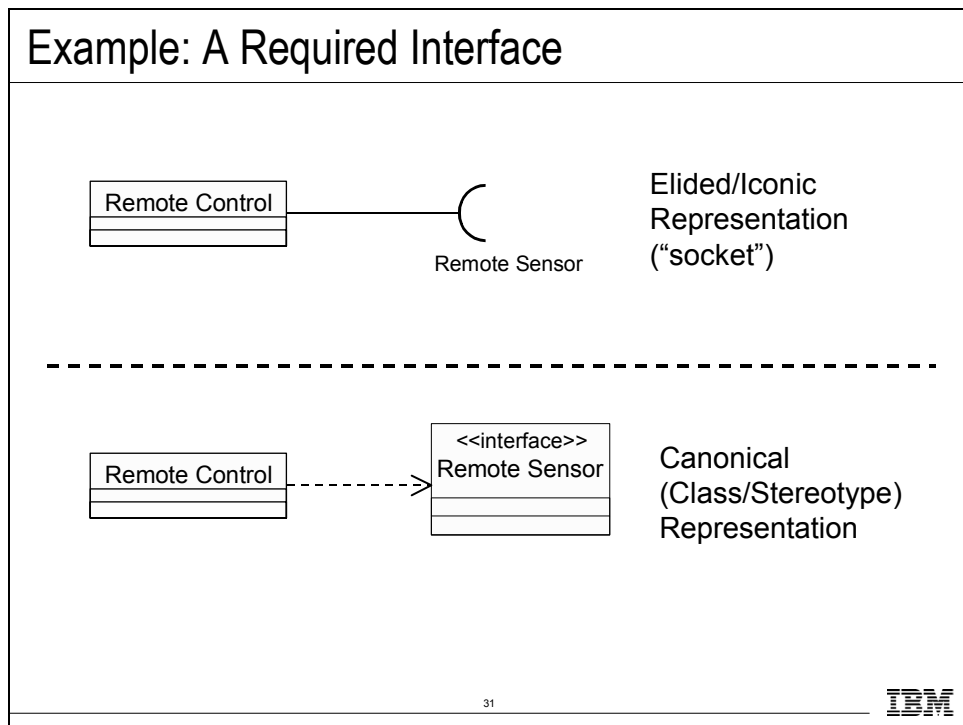 Example: A Required Interface
Remote Control
Remote Sensor
Elided/Iconic
Representation
(“socket”)
Remote Control
<<interface>>
Remote Sensor
Canonical
(Class/Stereotype)
Representation
31
IBM